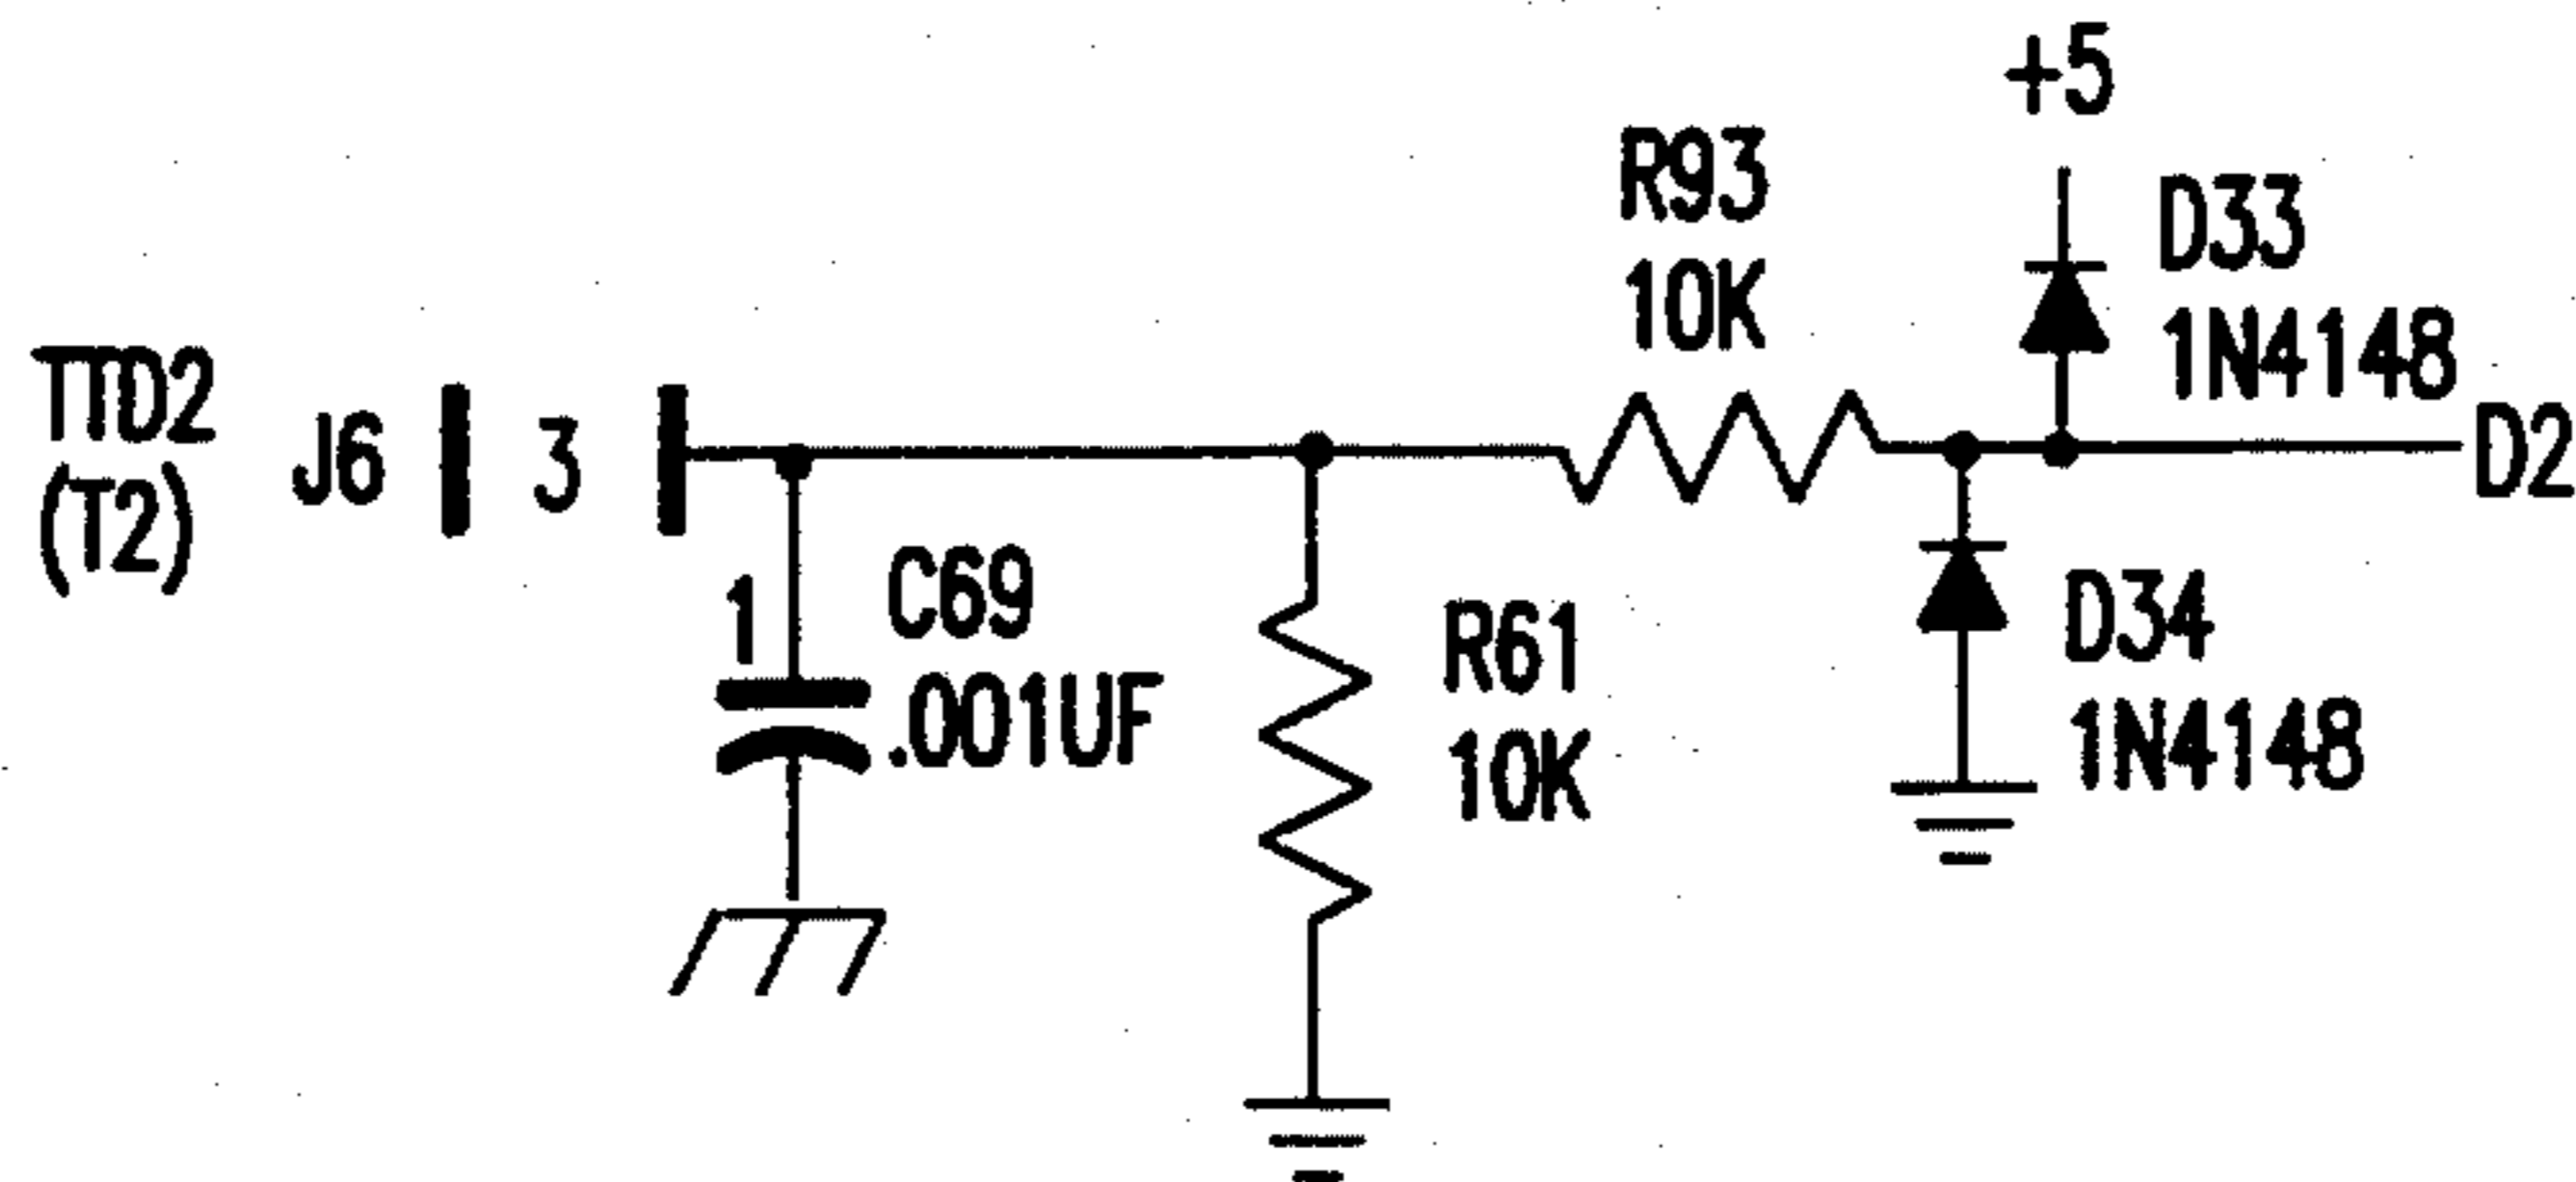 +5
R93
10K
D33
1N4148
TTD2
(T2)
J6
3
D2
1
C69
.001UF
R61
10K
D34
1N4148